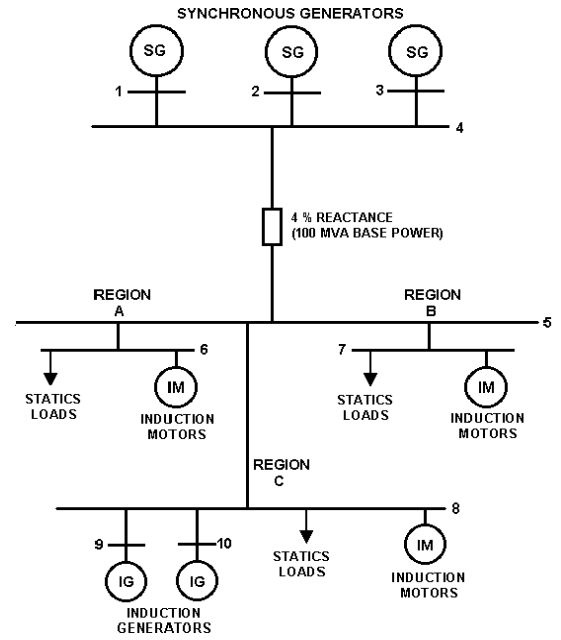 SYNCHRONOUS GENERATORS
SG
SG
SG
1
2
3
4
4 % REACTANCE
(100 MVA BASE POWER)
REGION
A
REGION
B
5
6
7
IM
IM
STATICS
LOADS
INDUCTION
MOTORS
STATICS
LOADS
INDUCTION
MOTORS
REGION
C
8
9
10
IG
IG
IM
STATICS
LOADS
INDUCTION
MOTORS
INDUCTION
GENERATORS